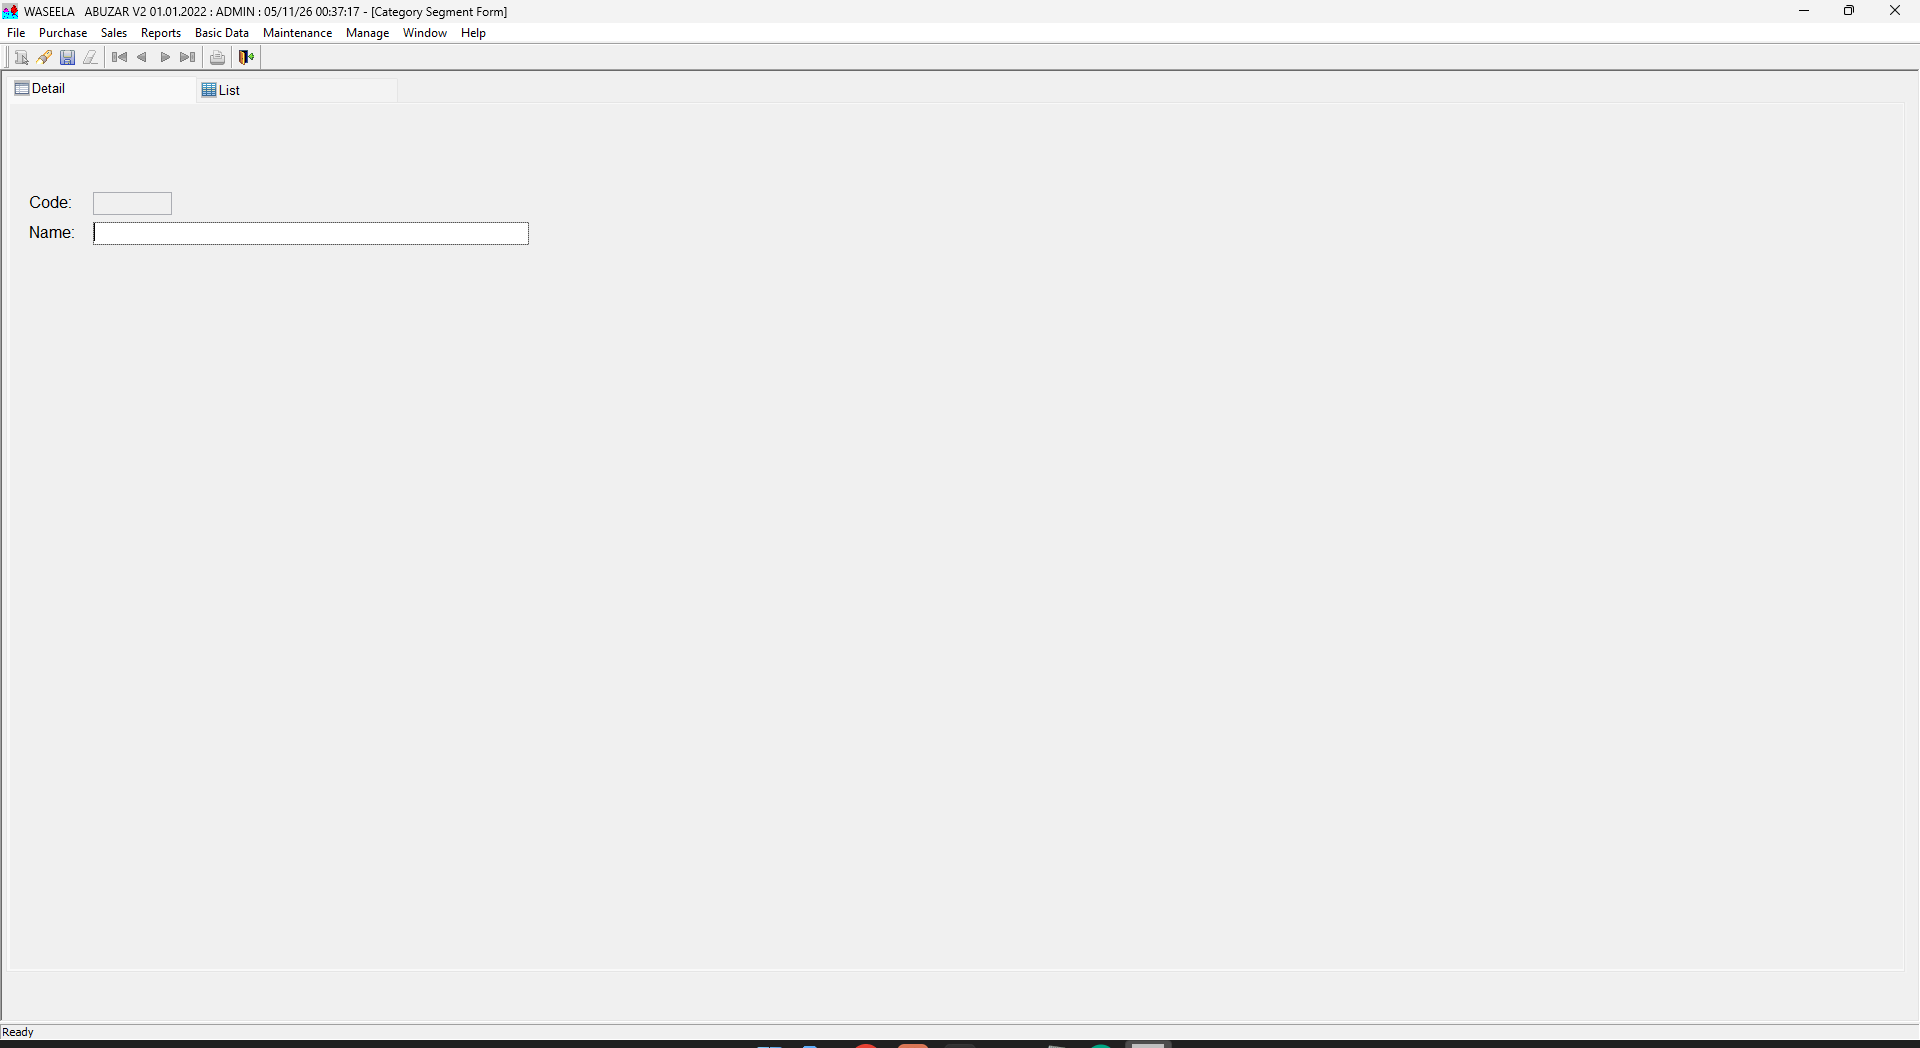 WASEELA ABUZAR V2 01.01.2022 : ADMIN : 05/11/26 00:37:17 - [Category Segment Form]
File Purchase Sales Reports Basic Data Maintenance Manage Window Help
Detail List
Code:
Name:
Ready